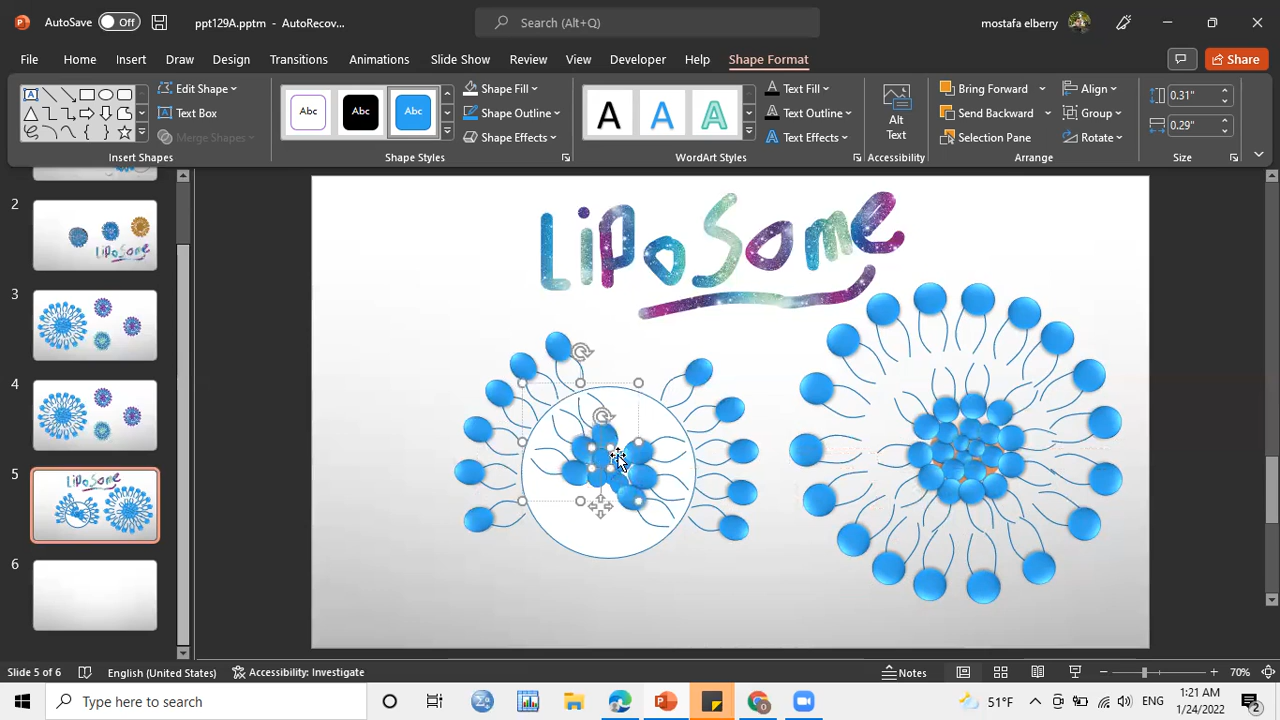 AutoSave Off ppt129A.pptm - AutoRecov... Search (Alt+Q) mostafa elberry
File Home Insert Draw Design Transitions Animations Slide Show Review View Developer Help Shape Format Share
Edit Shape
Text Box
Merge Shapes
Insert Shapes
Abc Abc Abc
Shape Fill
Shape Outline
Shape Effects
Shape Styles
A A A
Text Fill
Text Outline
Text Effects
WordArt Styles
Alt
Text
Accessibility
Bring Forward
Send Backward
Selection Pane
Align
Group
Rotate
Arrange
0.31"
0.29"
Size
2
3
4
5
6
LipoSome
LipoSome
LipoSome
Slide 5 of 6 English (United States) Accessibility: Investigate Notes 70%
Type here to search 51°F ENG 1:21 AM
1/24/2022
2